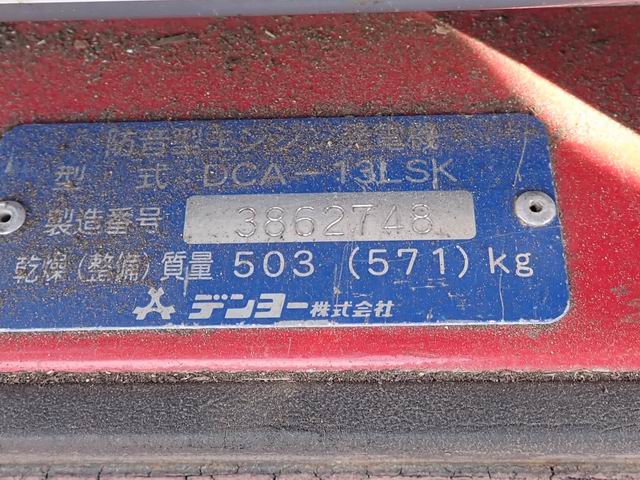 防音型エンジン発電機
型式 DCA-13LSK
製造番号 3862748
乾燥(整備)質量 503 (571) kg
デンヨー株式会社